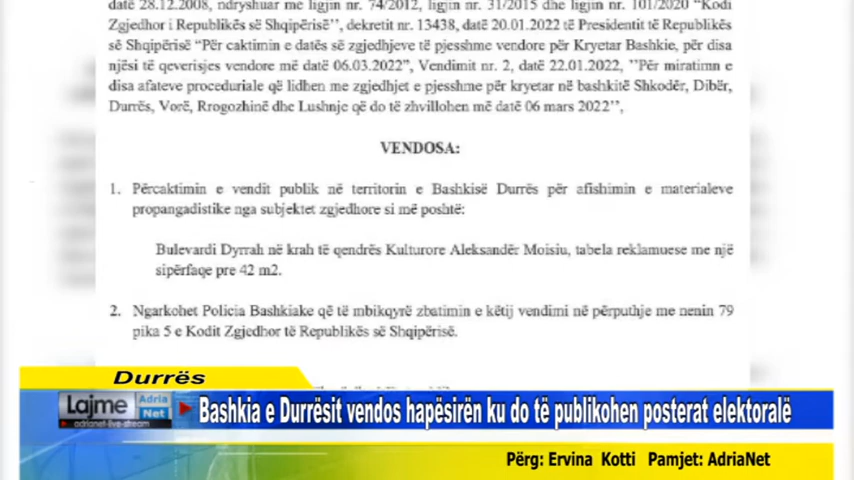 datë 28.12.2008, ndryshuar me ligjin nr. 74/2012, ligjin nr. 31/2015 dhe ligjin nr. 101/2020 "Kodi
Zgjedhor i Republikës së Shqipërisë'', dekretit nr. 13438, datë 20.01.2022 të Presidentit të Republikës
së Shqipërisë "Për caktimin e datës së zgjedhjeve të pjesshme vendore për Kryetar Bashkie, për disa
njësi të qeverisjes vendore më datë 06.03.2022", Vendimit nr. 2, datë 22.01.2022, ''Për miratimn e
disa afateve proceduriale që lidhen me zgjedhjet e pjesshme për kryetar në bashkitë Shkodër, Dibër,
Durrës, Vorë, Rrogozhinë dhe Lushnje që do të zhvillohen më datë 06 mars 2022'',
VENDOSA:
1. Përcaktimin e vendit publik në territorin e Bashkisë Durrës për afishimin e materialeve
propangadistike nga subjektet zgjedhore si më poshtë:
Bulevardi Dyrrah në krah të qendrës Kulturore Aleksandër Moisiu, tabela reklamuese me një
sipërfaqe pre 42 m2.
2. Ngarkohet Policia Bashkiake që të mbikqyrë zbatimin e këtij vendimi në përputhje me nenin 79
pika 5 e Kodit Zgjedhor të Republikës së Shqipërisë.
Durrës
Lajme Adria Net
adrianet-live-stream
Bashkia e Durrësit vendos hapësirën ku do të publikohen posterat elektoralë
Përg: Ervina Kotti Pamjet: AdriaNet